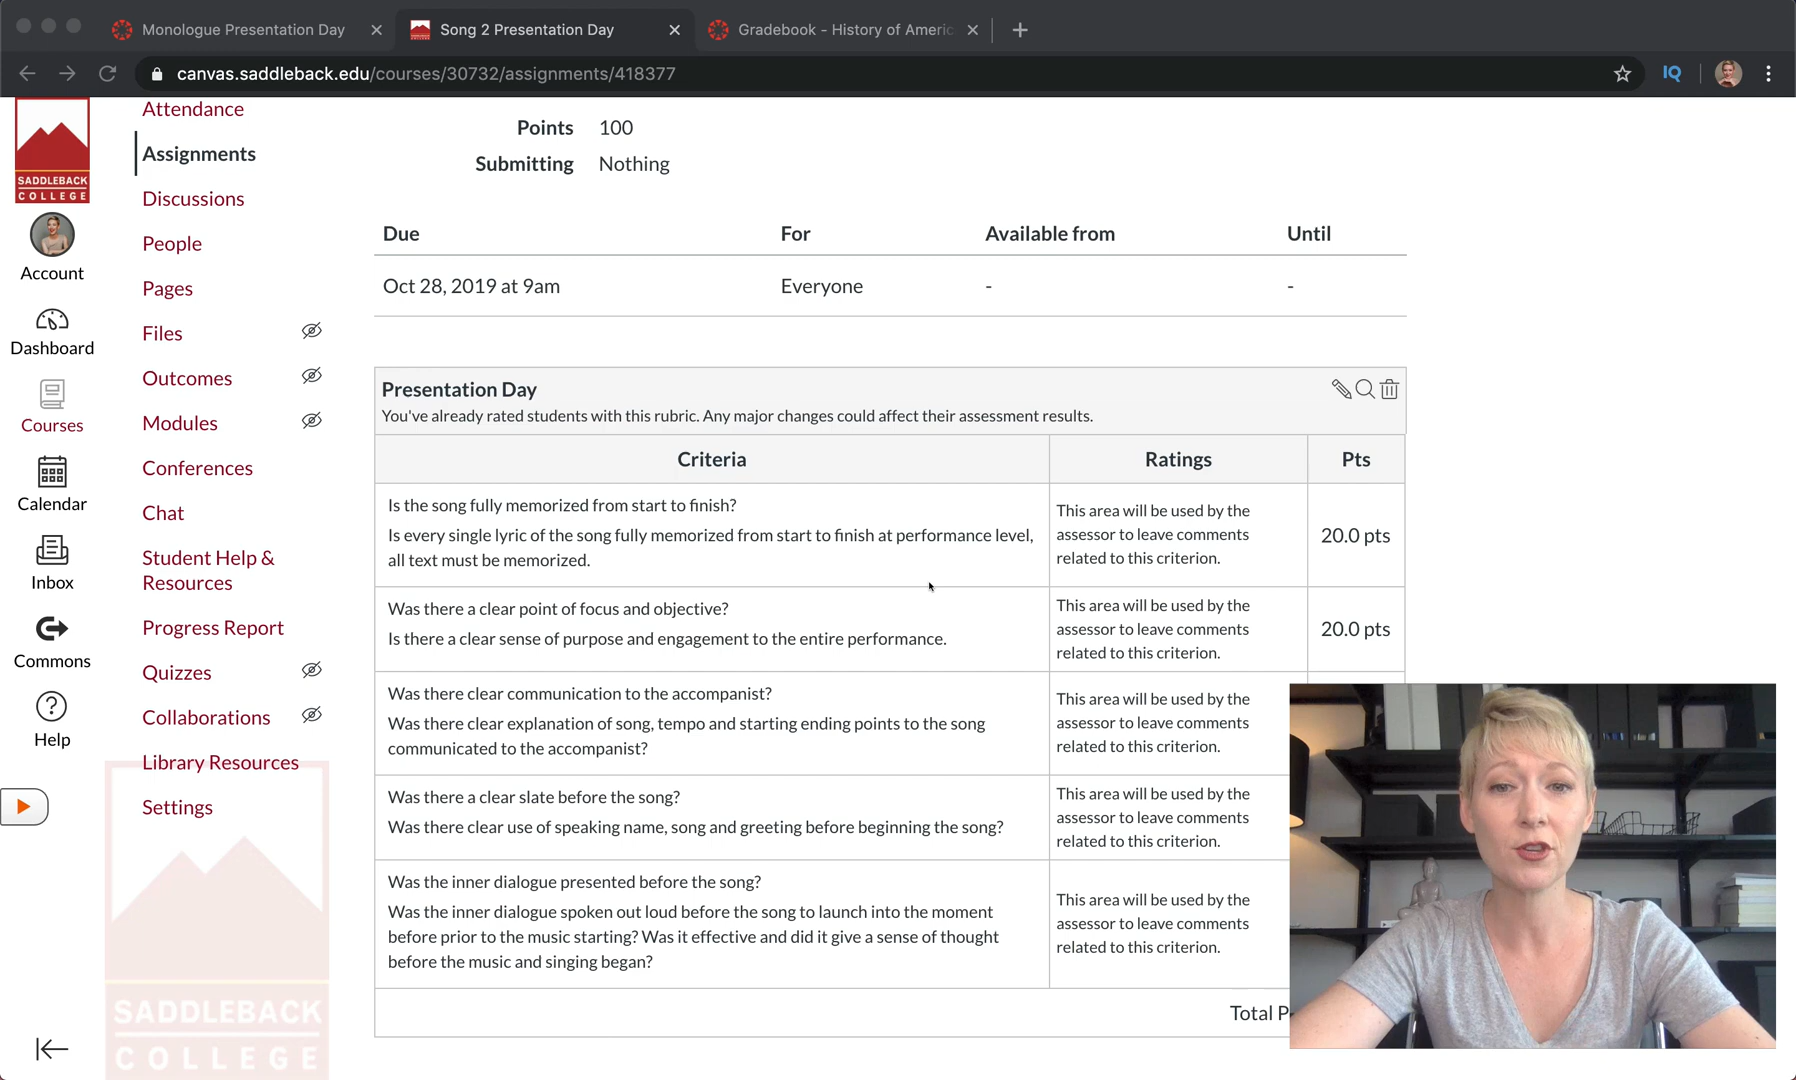 Monologue Presentation Day
Song 2 Presentation Day
Gradebook - History of Americ
canvas.saddleback.edu/courses/30732/assignments/418377
IQ
SADDLEBACK
COLLEGE
Account
Dashboard
Courses
Calendar
Inbox
Commons
Help
Attendance
Assignments
Discussions
People
Pages
Files
Outcomes
Modules
Conferences
Chat
Student Help &
Resources
Progress Report
Quizzes
Collaborations
Library Resources
Settings
SADDLEBACK
COLLEGE
Points 100
Submitting Nothing
Due For Available from Until
Oct 28, 2019 at 9am Everyone - -
Presentation Day
You've already rated students with this rubric. Any major changes could affect their assessment results.
Criteria Ratings Pts
Is the song fully memorized from start to finish?
Is every single lyric of the song fully memorized from start to finish at performance level,
all text must be memorized.
This area will be used by the
assessor to leave comments
related to this criterion.
20.0 pts
Was there a clear point of focus and objective?
Is there a clear sense of purpose and engagement to the entire performance.
This area will be used by the
assessor to leave comments
related to this criterion.
20.0 pts
Was there clear communication to the accompanist?
Was there clear explanation of song, tempo and starting ending points to the song
communicated to the accompanist?
This area will be used by the
assessor to leave comments
related to this criterion.
Was there a clear slate before the song?
Was there clear use of speaking name, song and greeting before beginning the song?
This area will be used by the
assessor to leave comments
related to this criterion.
Was the inner dialogue presented before the song?
Was the inner dialogue spoken out loud before the song to launch into the moment
before prior to the music starting? Was it effective and did it give a sense of thought
before the music and singing began?
This area will be used by the
assessor to leave comments
related to this criterion.
Total P